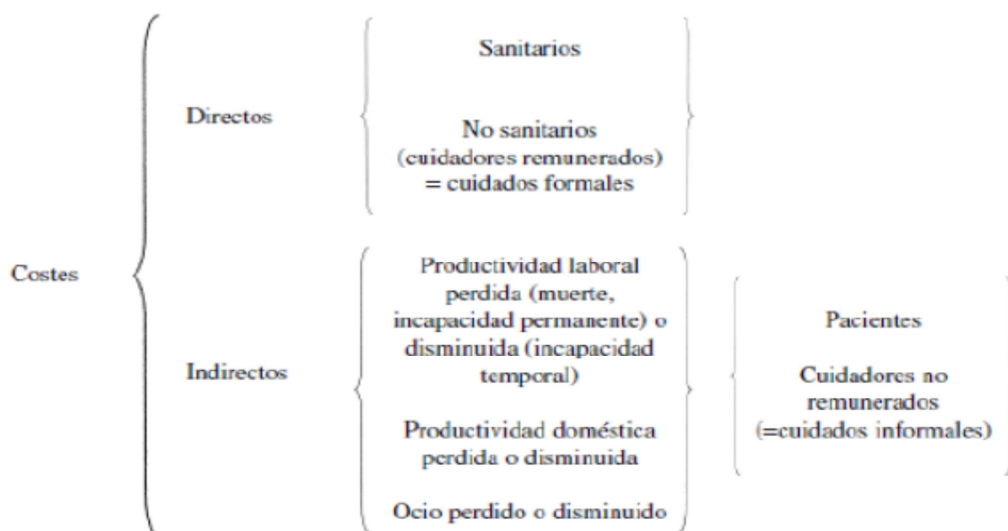 Costes
Directos
Sanitarios
No sanitarios
(cuidadores remunerados)
= cuidados formales
Indirectos
Productividad laboral
perdida (muerte,
incapacidad permanente) o
disminuida (incapacidad
temporal)
Productividad doméstica
perdida o disminuida
Ocio perdido o disminuido
Pacientes
Cuidadores no
remunerados
(=cuidados informales)